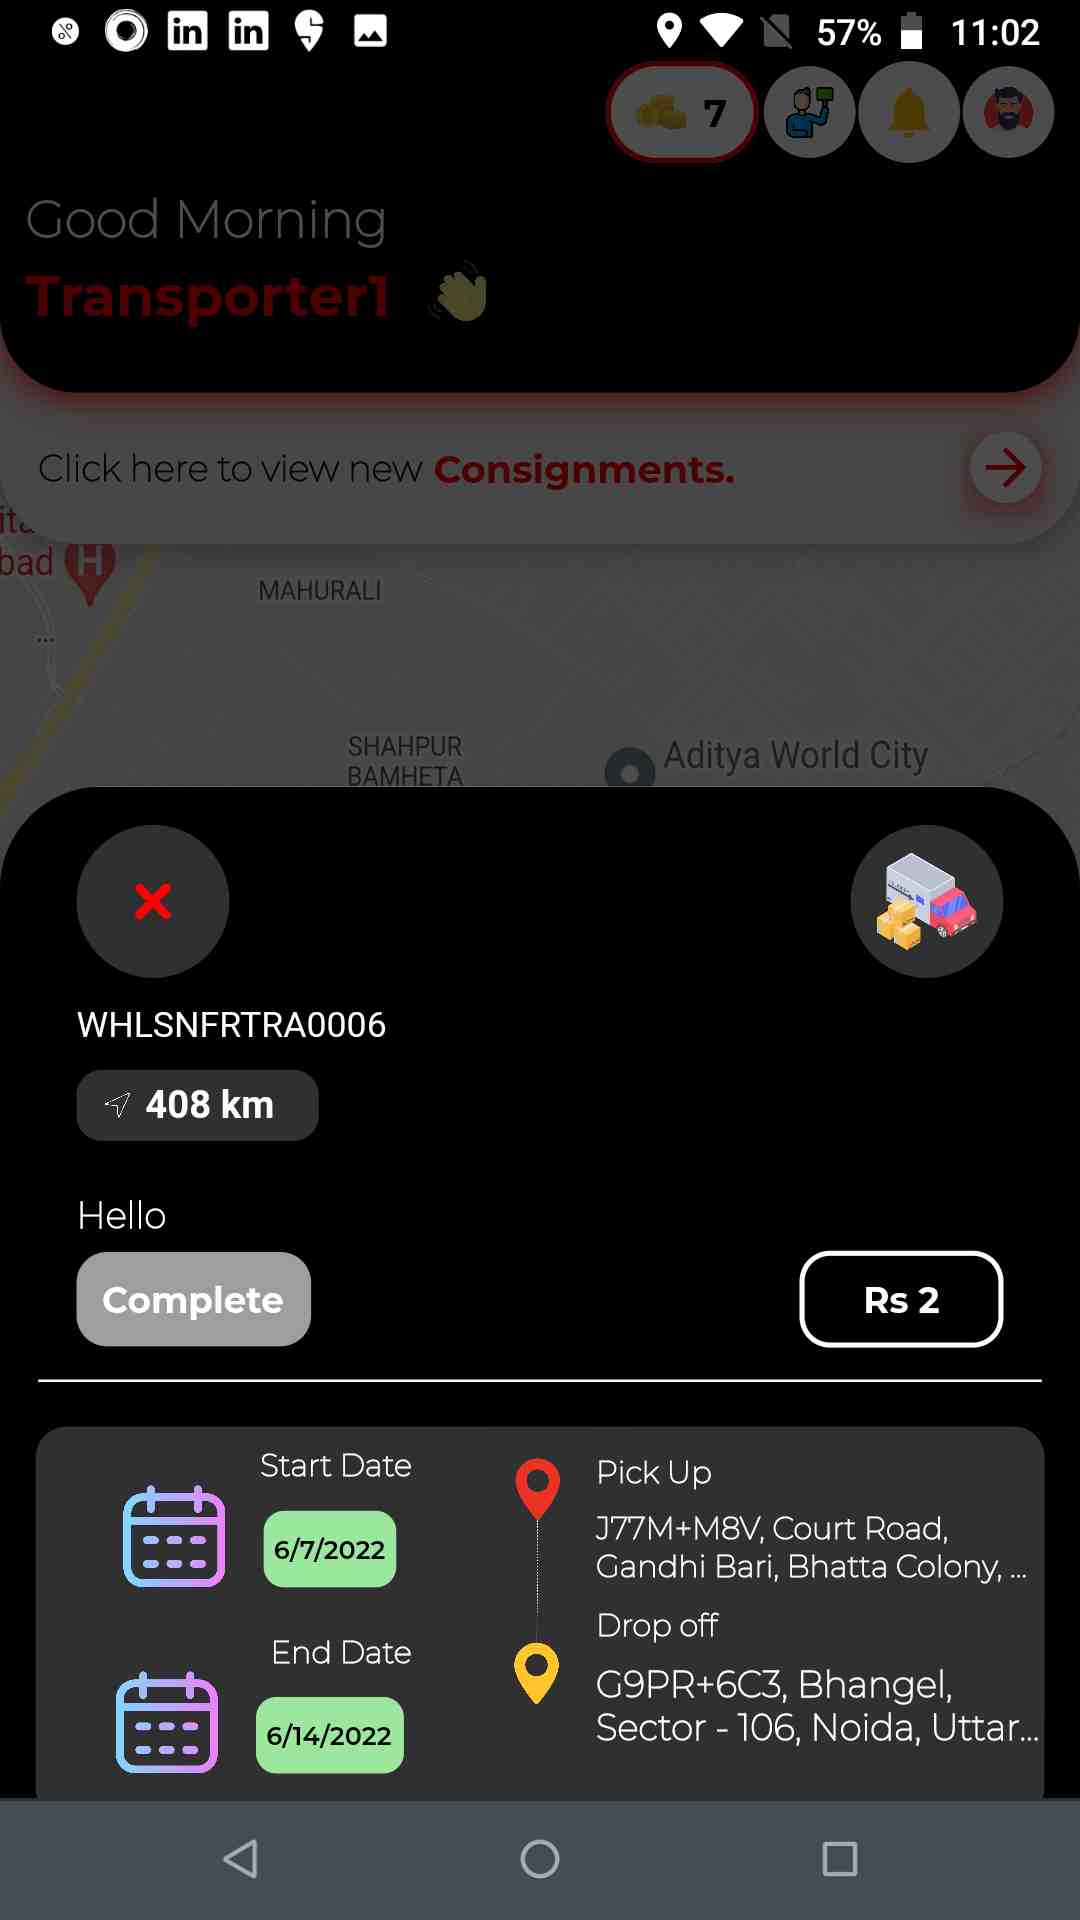 57% 11:02
7
Good Morning
Transporter1
Click here to view new Consignments.
bad H
MAHURALI
SHAHPUR
BAMHETA
Aditya World City
WHLSNFRTRA0006
408 km
Hello
Complete
Rs 2
Start Date
6/7/2022
End Date
6/14/2022
Pick Up
J77M+M8V, Court Road,
Gandhi Bari, Bhatta Colony, ...
Drop off
G9PR+6C3, Bhangel,
Sector - 106, Noida, Uttar...